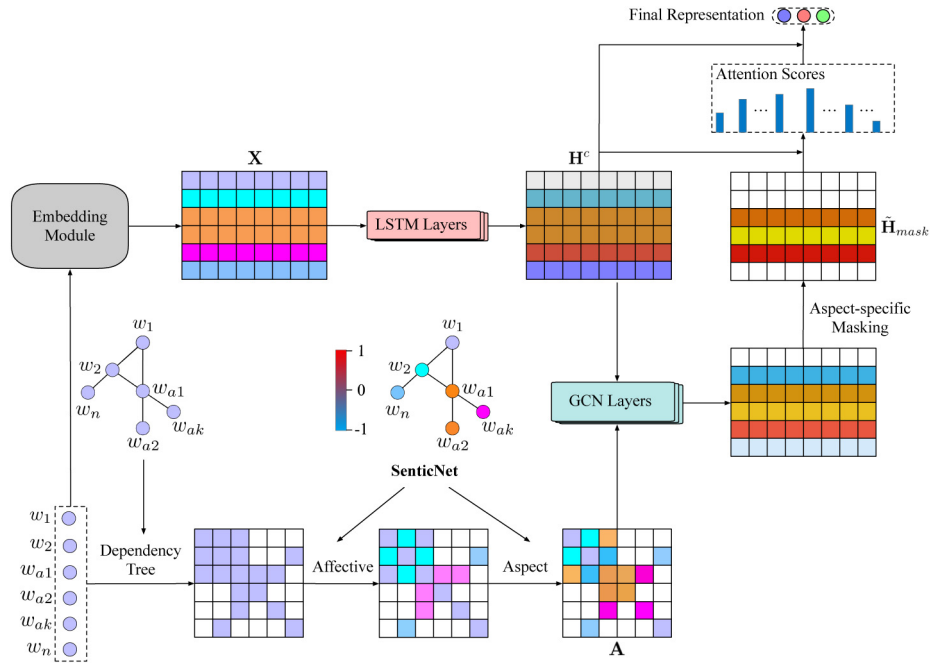 Final Representation
Attention Scores
... ... ...
X
H^c
Embedding
Module
LSTM Layers
H̃_mask
Aspect-specific
Masking
w_1
w_2
w_a1
w_n
w_ak
w_a2
1
0
-1
w_1
w_2
w_a1
w_n
w_ak
w_a2
GCN Layers
SenticNet
w_1
w_2
w_a1
w_a2
w_ak
w_n
Dependency
Tree
Affective
Aspect
A